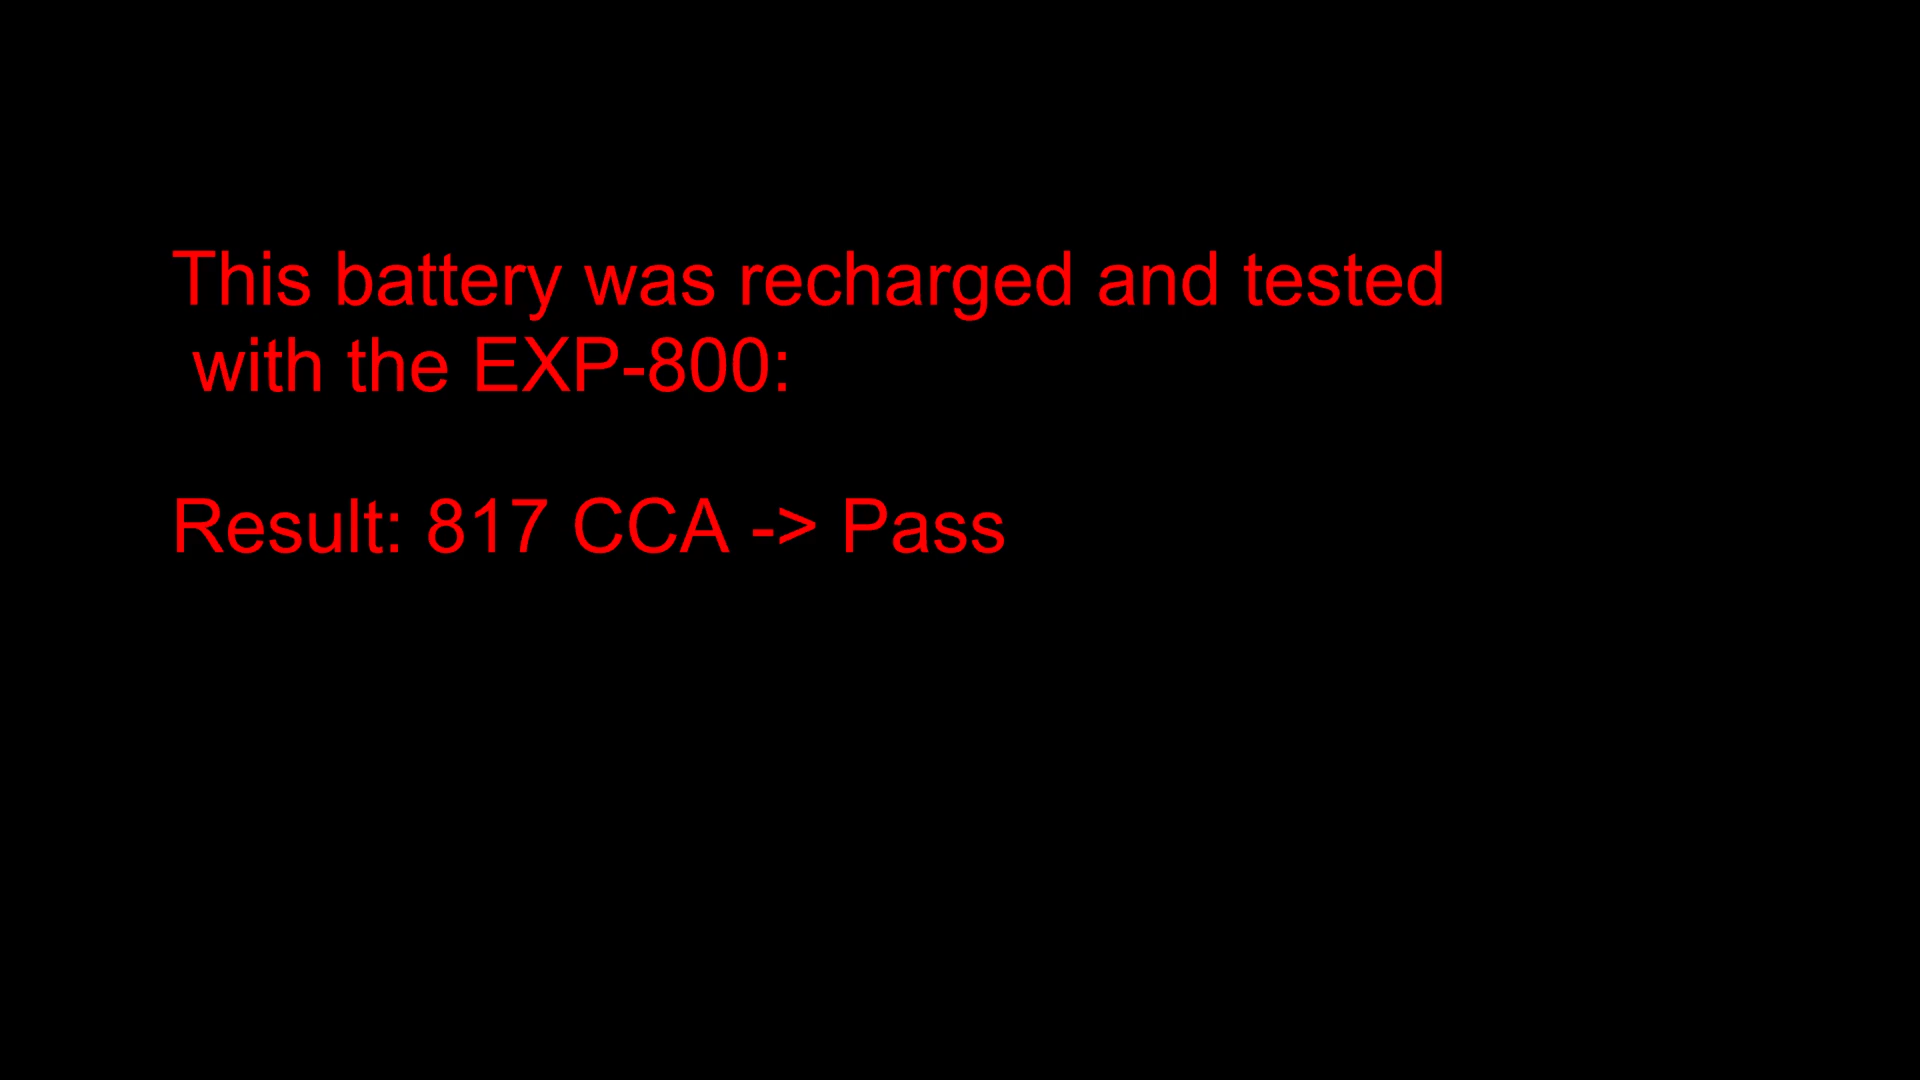 This battery was recharged and tested
with the EXP-800:
Result: 817 CCA -> Pass